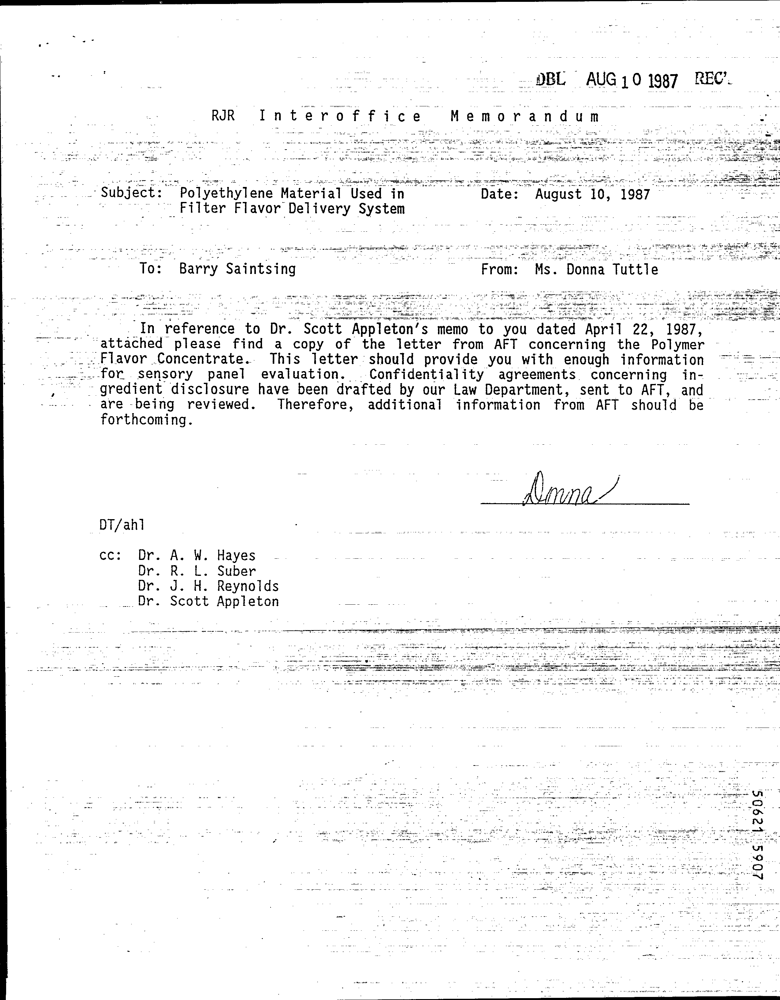 DBL AUG 10 1987 REC'
RJR Interoffice Memorandum
Subject: Polyethylene Material Used in Filter Flavor Delivery System
Date: August 10, 1987
To: Barry Saintsing
From: Ms. Donna Tuttle
In reference to Dr. Scott Appleton's memo to you dated April 22, 1987,
attached please find a copy of the letter from AFT concerning the Polymer
Flavor Concentrate. This letter should provide you with enough information
for sensory panel evaluation. Confidentiality agreements concerning in-
gredient disclosure have been drafted by our Law Department, sent to AFT, and
are being reviewed. Therefore, additional information from AFT should be
forthcoming.
Donna
DT/ahl
cc: Dr. A. W. Hayes
Dr. R. L. Suber
Dr. J. H. Reynolds
Dr. Scott Appleton
50621 5907